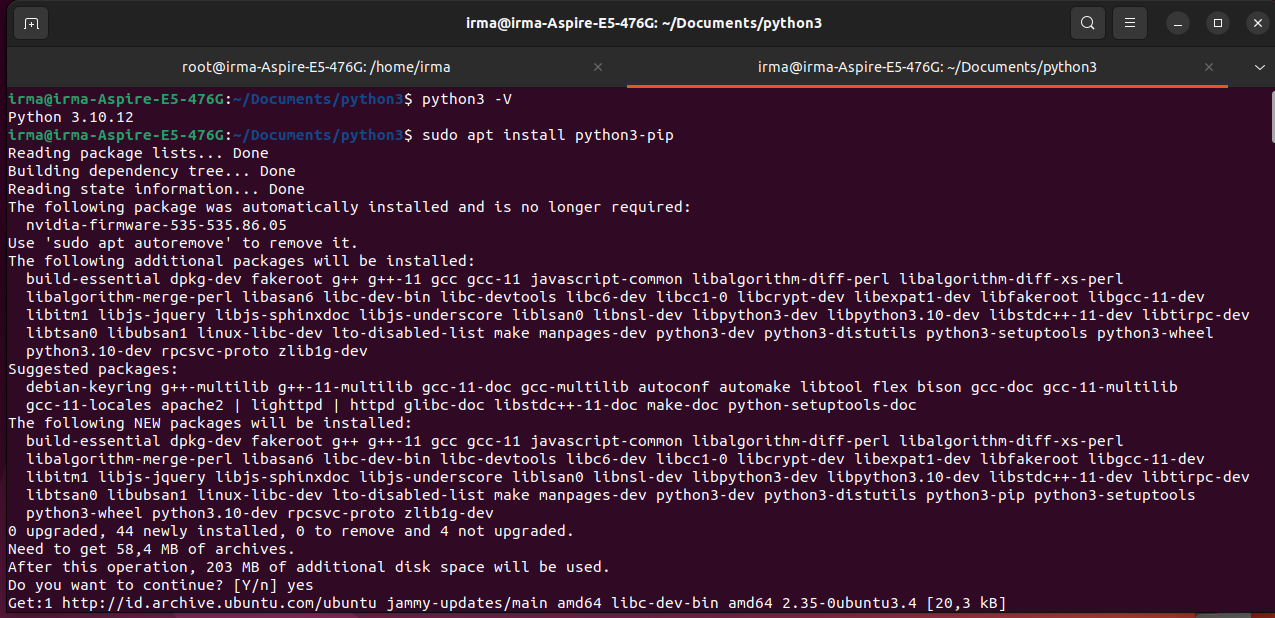 irma@irma-Aspire-E5-476G: ~/Documents/python3
root@irma-Aspire-E5-476G: /home/irma
irma@irma-Aspire-E5-476G: ~/Documents/python3
irma@irma-Aspire-E5-476G:~/Documents/python3$ python3 -V
Python 3.10.12
irma@irma-Aspire-E5-476G:~/Documents/python3$ sudo apt install python3-pip
Reading package lists... Done
Building dependency tree... Done
Reading state information... Done
The following package was automatically installed and is no longer required:
  nvidia-firmware-535-535.86.05
Use 'sudo apt autoremove' to remove it.
The following additional packages will be installed:
  build-essential dpkg-dev fakeroot g++ g++-11 gcc gcc-11 javascript-common libalgorithm-diff-perl libalgorithm-diff-xs-perl
  libalgorithm-merge-perl libasan6 libc-dev-bin libc-devtools libc6-dev libcc1-0 libcrypt-dev libexpat1-dev libfakeroot libgcc-11-dev
  libitm1 libjs-jquery libjs-sphinxdoc libjs-underscore liblsan0 libnsl-dev libpython3-dev libpython3.10-dev libstdc++-11-dev libtirpc-dev
  libtsan0 libubsan1 linux-libc-dev lto-disabled-list make manpages-dev python3-dev python3-distutils python3-setuptools python3-wheel
  python3.10-dev rpcsvc-proto zlib1g-dev
Suggested packages:
  debian-keyring g++-multilib g++-11-multilib gcc-11-doc gcc-multilib autoconf automake libtool flex bison gcc-doc gcc-11-multilib
  gcc-11-locales apache2 | lighttpd | httpd glibc-doc libstdc++-11-doc make-doc python-setuptools-doc
The following NEW packages will be installed:
  build-essential dpkg-dev fakeroot g++ g++-11 gcc gcc-11 javascript-common libalgorithm-diff-perl libalgorithm-diff-xs-perl
  libalgorithm-merge-perl libasan6 libc-dev-bin libc-devtools libc6-dev libcc1-0 libcrypt-dev libexpat1-dev libfakeroot libgcc-11-dev
  libitm1 libjs-jquery libjs-sphinxdoc libjs-underscore liblsan0 libnsl-dev libpython3-dev libpython3.10-dev libstdc++-11-dev libtirpc-dev
  libtsan0 libubsan1 linux-libc-dev lto-disabled-list make manpages-dev python3-dev python3-distutils python3-pip python3-setuptools
  python3-wheel python3.10-dev rpcsvc-proto zlib1g-dev
0 upgraded, 44 newly installed, 0 to remove and 4 not upgraded.
Need to get 58,4 MB of archives.
After this operation, 203 MB of additional disk space will be used.
Do you want to continue? [Y/n] yes
Get:1 http://id.archive.ubuntu.com/ubuntu jammy-updates/main amd64 libc-dev-bin amd64 2.35-0ubuntu3.4 [20,3 kB]